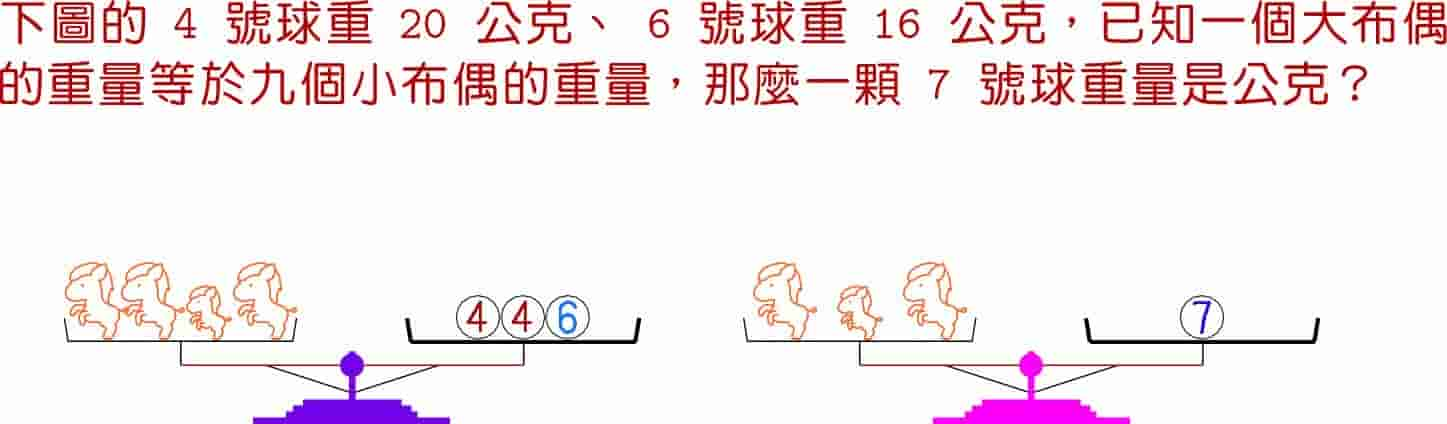 下圖的 4 號球重 20 公克、 6 號球重 16 公克，已知一個大布偶
的重量等於九個小布偶的重量，那麼一顆 7 號球重量是公克？
4 4 6 7